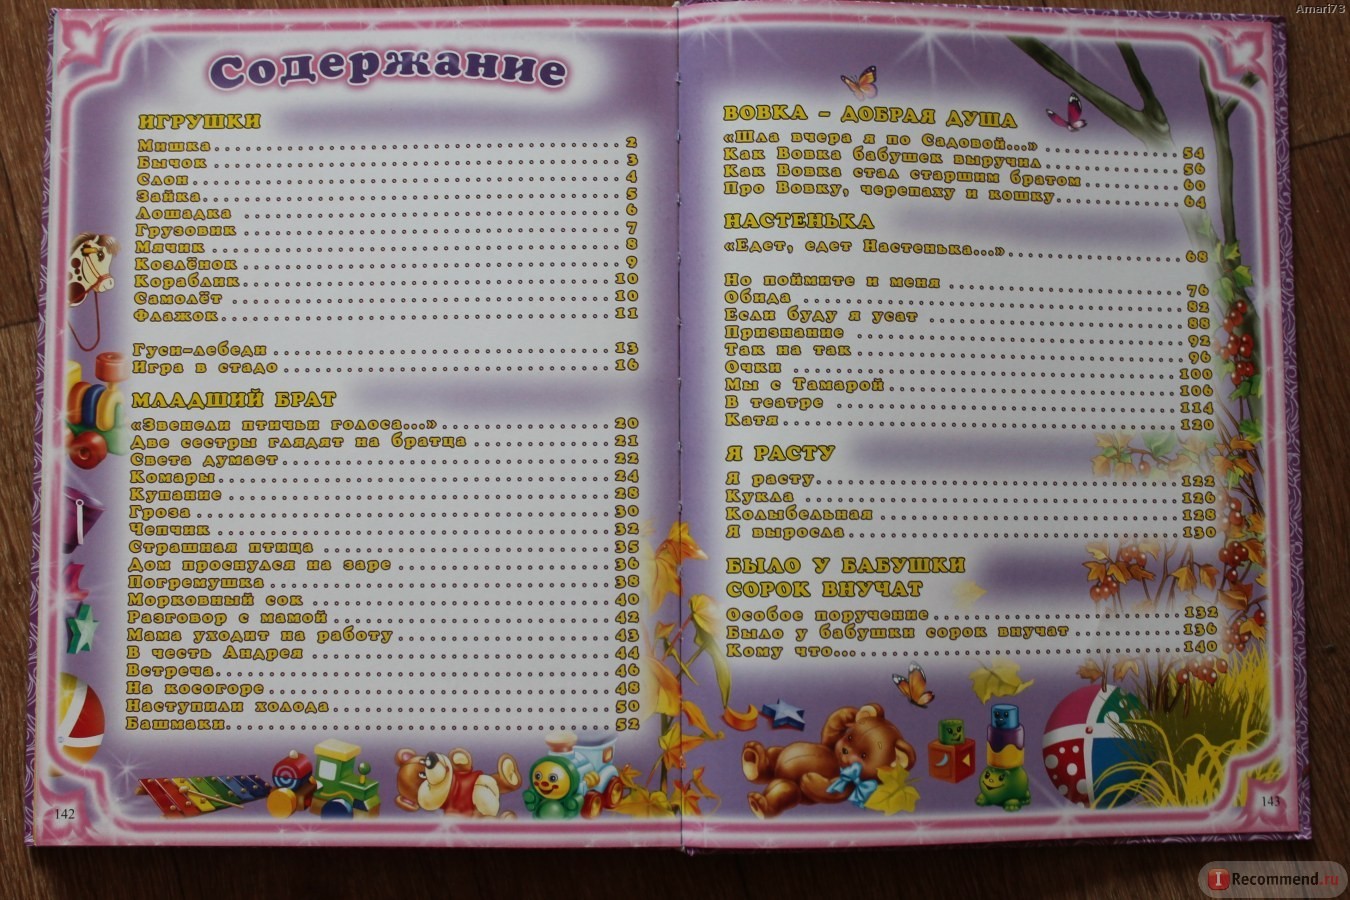 Amari73
Содержание
ИГРУШКИ
Мишка 2
Бычок 3
Слон 4
Зайка 5
Лошадка 6
Грузовик 7
Мячик 8
Козлёнок 9
Кораблик 10
Самолёт 10
Флажок 11
Гуси-лебеди 13
Игра в стадо 16
МЛАДШИЙ БРАТ
«Звенели птичьи голоса...» 20
Две сестры глядят на братца 21
Света думает 22
Комары 24
Купание 28
Гроза 30
Чепчик 32
Страшная птица 35
Дом проснулся на заре 36
Погремушка 38
Морковный сок 40
Разговор с мамой 42
Мама уходит на работу 43
В честь Андрея 44
Встреча 46
На косогоре 48
Наступили холода 50
Башмаки 52
142
ВОВКА – ДОБРАЯ ДУША
«Шла вчера я по Садовой...» 54
Как Вовка бабушек выручил 56
Как Вовка стал старшим братом 60
Про Вовку, черепаху и кошку 64
НАСТЕНЬКА
«Едет, едет Настенька...» 68
Но поймите и меня 76
Обида 82
Если буду я усат 88
Признание 92
Так на так 96
Очки 100
Мы с Тамарой 106
В театре 114
Катя 120
Я РАСТУ
Я расту 122
Кукла 126
Колыбельная 128
Я выросла 130
БЫЛО У БАБУШКИ
СОРОК ВНУЧАТ
Особое поручение 132
Было у бабушки сорок внучат 136
Кому что... 140
143
IRecommend.ru